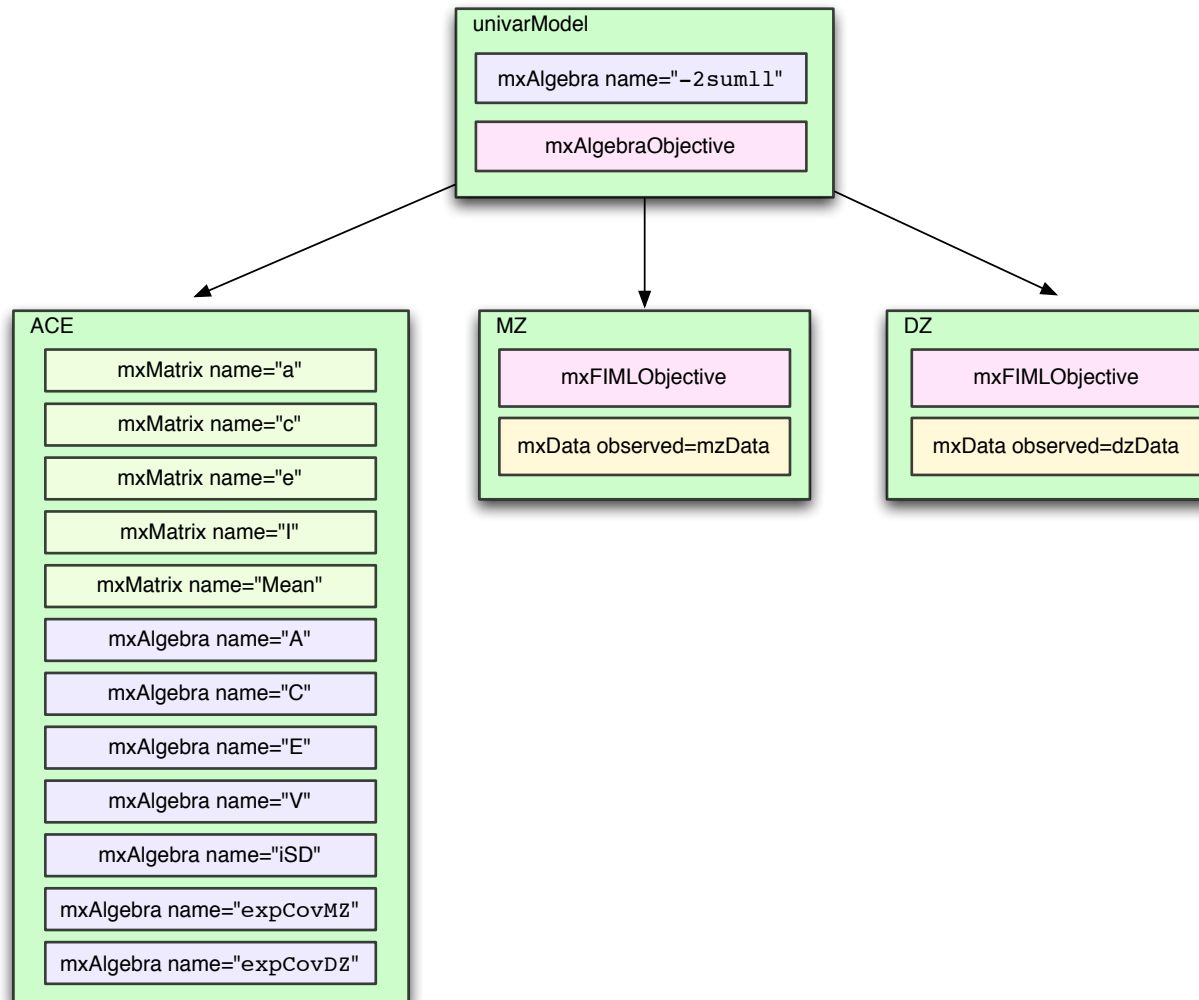 univarModel
mxAlgebra name="-2sumll"
mxAlgebraObjective
ACE
mxMatrix name="a"
mxMatrix name="c"
mxMatrix name="e"
mxMatrix name="I"
mxMatrix name="Mean"
mxAlgebra name="A"
mxAlgebra name="C"
mxAlgebra name="E"
mxAlgebra name="V"
mxAlgebra name="iSD"
mxAlgebra name="expCovMZ"
mxAlgebra name="expCovDZ"
MZ
mxFIMLObjective
mxData observed=mzData
DZ
mxFIMLObjective
mxData observed=dzData